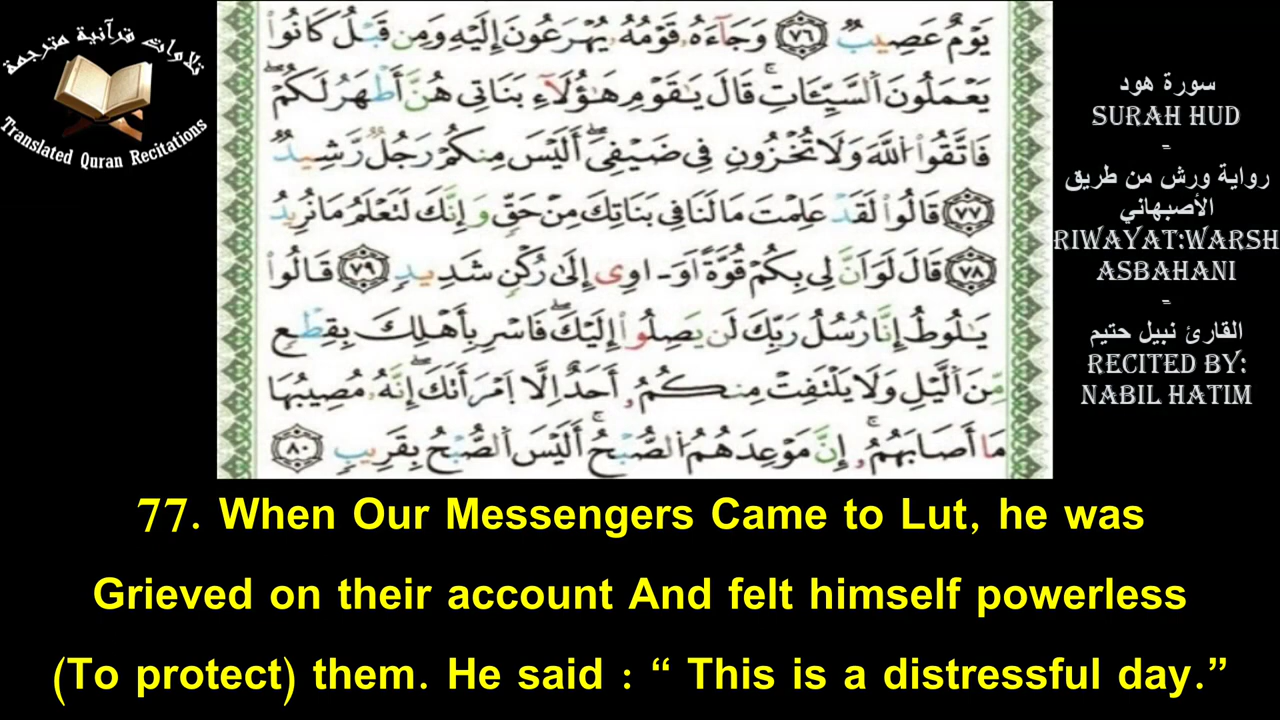 تلاوات قرآنية مترجمة
Translated Quran Recitations
يَوْمٌ عَصِيبٌ ٧٦ وَجَآءَهُۥ قَوْمُهُۥ يُهْرَعُونَ إِلَيْهِ وَمِن قَبْلُ كَانُوا۟
يَعْمَلُونَ ٱلسَّيِّـَٔاتِ قَالَ يَٰقَوْمِ هَٰٓؤُلَآءِ بَنَاتِى هُنَّ أَطْهَرُ لَكُمْ
فَاتَّقُوا۟ اللَّهَ وَلَا تُخْزُونِ فِى ضَيْفِىٓ أَلَيْسَ مِنكُمْ رَجُلٌ رَّشِيدٌ
٧٧ قَالُوا۟ لَقَدْ عَلِمْتَ مَا لَنَا فِى بَنَاتِكَ مِنْ حَقٍّ وَإِنَّكَ لَتَعْلَمُ مَا نُرِيدُ
٧٨ قَالَ لَوَ اَنَّ لِى بِكُمْ قُوَّةً اَوَ اوِى إِلَىٰ رُكْنٍ شَدِيدٍ ٧٩ قَالُوا۟
يَٰلُوطُ إِنَّا رُسُلُ رَبِّكَ لَن يَصِلُوٓا۟ إِلَيْكَ فَاسْرِ بِأَهْلِكَ بِقِطْعٍ
مِّنَ ٱلَّيْلِ وَلَا يَلْتَفِتْ مِنكُمُۥٓ أَحَدٌ اِلَّا اَمْرَأَتَكَ إِنَّهُۥ مُصِيبُهَا
مَآ أَصَابَهُمُۥٓ إِنَّ مَوْعِدَهُمُ ٱلصُّبْحُ أَلَيْسَ ٱلصُّبْحُ بِقَرِيبٍ ٨٠
سورة هود
SURAH HUD
-
رواية ورش من طريق
الأصبهاني
RIWAYAT:WARSH
ASBAHANI
-
القارئ نبيل حتيم
RECITED BY:
NABIL HATIM
77. When Our Messengers Came to Lut, he was
Grieved on their account And felt himself powerless
(To protect) them. He said : “ This is a distressful day.”